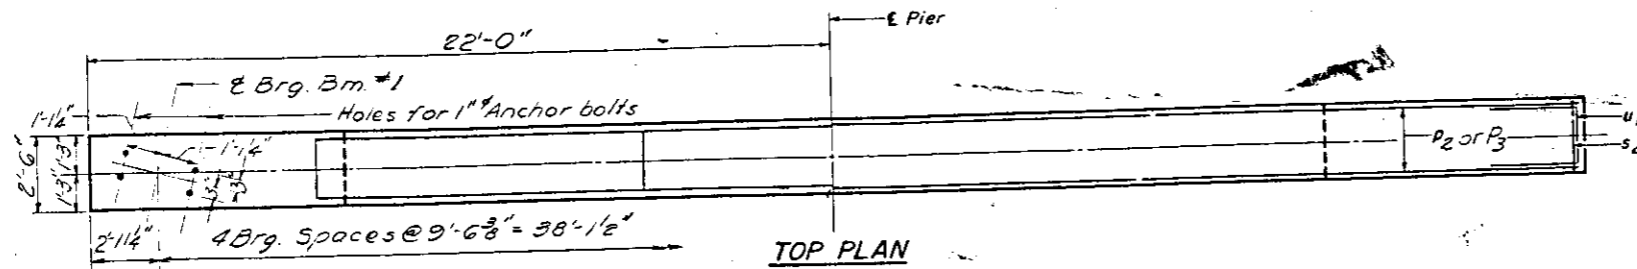 ℄ Pier
22'-0"
℄ Brg. Bm. #1
1'-1¼"
Holes for 1"⌀ Anchor bolts
1'-1¼"
2'-6"
1'-3"
1'-3"
3"
3"
P2 or P3
2'-11¼"
4 Brg. Spaces @ 9'-6⅜" = 38'-1½"
TOP PLAN